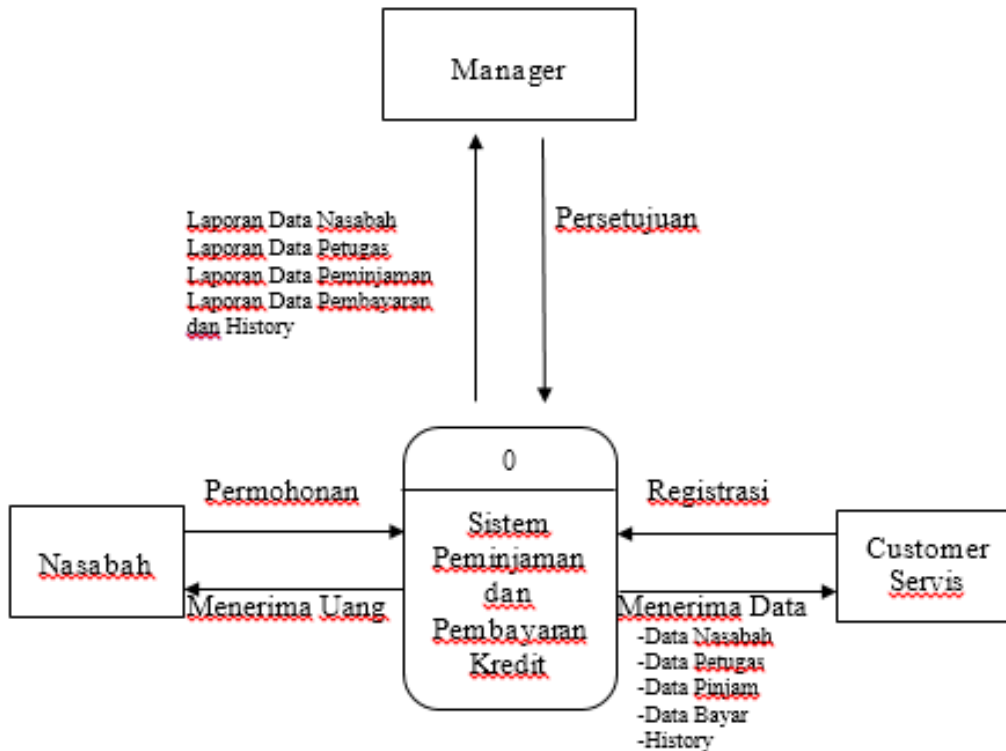 Manager
Laporan Data Nasabah
Laporan Data Petugas
Laporan Data Peminjaman
Laporan Data Pembayaran
dan History
Persetujuan
0
Sistem
Peminjaman
dan
Pembayaran
Kredit
Permohonan
Nasabah
Menerima Uang
Registrasi
Customer
Servis
Menerima Data
-Data Nasabah
-Data Petugas
-Data Pinjam
-Data Bayar
-History